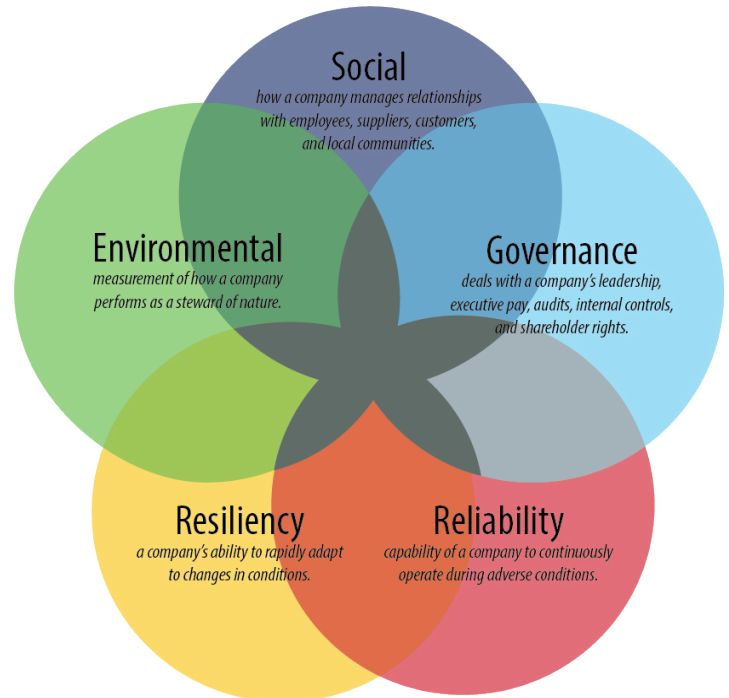 Social
how a company manages relationships
with employees, suppliers, customers,
and local communities.
Environmental
measurement of how a company
performs as a steward of nature.
Governance
deals with a company's leadership,
executive pay, audits, internal controls,
and shareholder rights.
Resiliency
a company's ability to rapidly adapt
to changes in conditions.
Reliability
capability of a company to continuously
operate during adverse conditions.